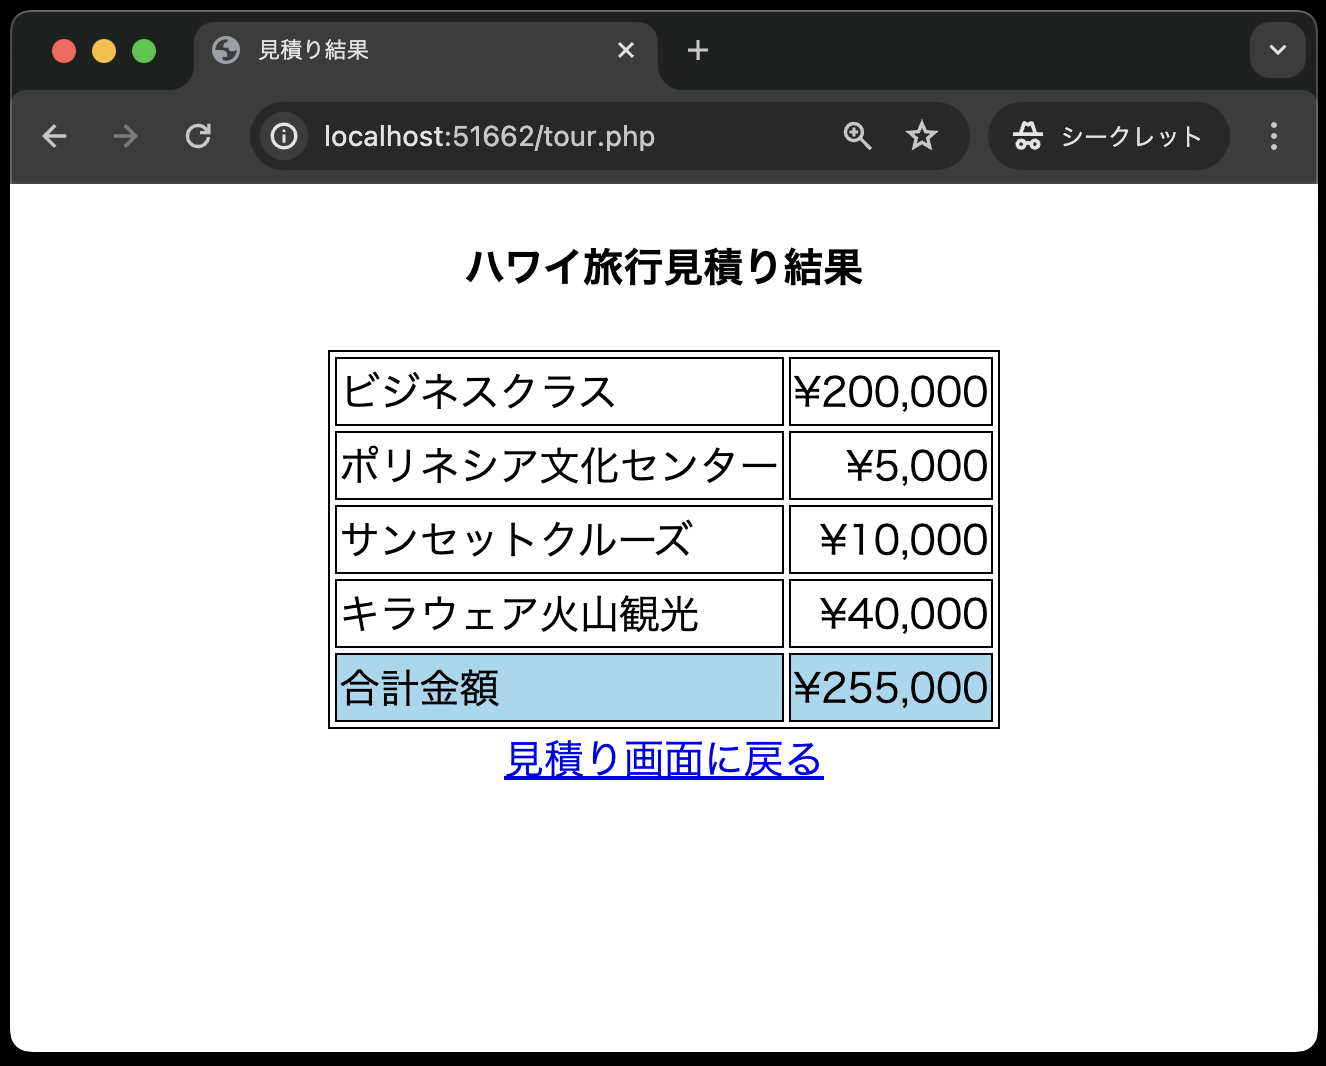 見積り結果
localhost:51662/tour.php
シークレット
ハワイ旅行見積り結果
ビジネスクラス ¥200,000
ポリネシア文化センター ¥5,000
サンセットクルーズ ¥10,000
キラウェア火山観光 ¥40,000
合計金額 ¥255,000
見積り画面に戻る